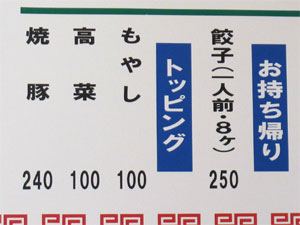 お持ち帰り
餃子(一人前・8ヶ) 250
トッピング
もやし 100
高菜 100
焼豚 240